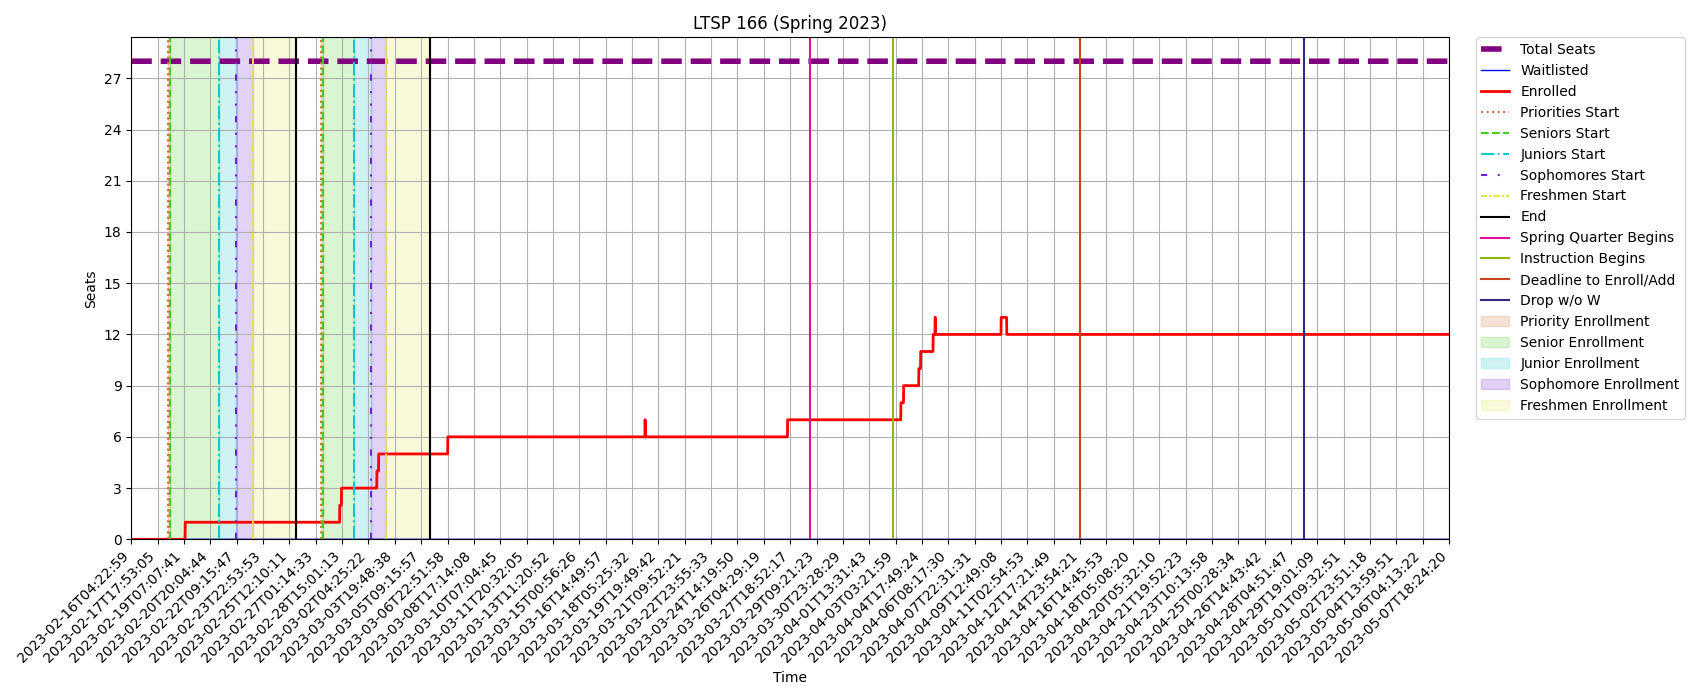 LTSP 166 (Spring 2023)
Seats
27
24
21
18
15
12
9
6
3
0
2023-02-16T04:22:59
2023-02-17T17:53:05
2023-02-19T07:07:41
2023-02-20T20:04:44
2023-02-22T09:15:47
2023-02-23T22:53:53
2023-02-25T12:10:11
2023-02-27T01:14:33
2023-02-28T15:01:13
2023-03-02T04:25:22
2023-03-03T19:48:38
2023-03-05T09:15:57
2023-03-06T22:51:58
2023-03-08T17:14:08
2023-03-10T07:04:45
2023-03-11T20:32:05
2023-03-13T11:20:52
2023-03-15T00:56:26
2023-03-16T14:49:57
2023-03-18T05:25:32
2023-03-19T19:49:42
2023-03-21T09:52:21
2023-03-22T23:55:33
2023-03-24T14:19:50
2023-03-26T04:29:19
2023-03-27T18:52:17
2023-03-29T09:21:23
2023-03-30T23:28:29
2023-04-01T13:31:43
2023-04-03T03:21:59
2023-04-04T17:49:24
2023-04-06T08:17:30
2023-04-07T22:31:31
2023-04-09T12:49:08
2023-04-11T02:54:53
2023-04-12T17:21:49
2023-04-14T23:54:21
2023-04-16T14:45:53
2023-04-18T05:08:20
2023-04-20T05:32:10
2023-04-21T19:52:23
2023-04-23T10:13:58
2023-04-25T00:28:34
2023-04-26T14:43:42
2023-04-28T04:51:47
2023-04-29T19:01:09
2023-05-01T09:32:51
2023-05-02T23:51:18
2023-05-04T13:59:51
2023-05-06T04:13:22
2023-05-07T18:24:20
Time
Total Seats
Waitlisted
Enrolled
Priorities Start
Seniors Start
Juniors Start
Sophomores Start
Freshmen Start
End
Spring Quarter Begins
Instruction Begins
Deadline to Enroll/Add
Drop w/o W
Priority Enrollment
Senior Enrollment
Junior Enrollment
Sophomore Enrollment
Freshmen Enrollment